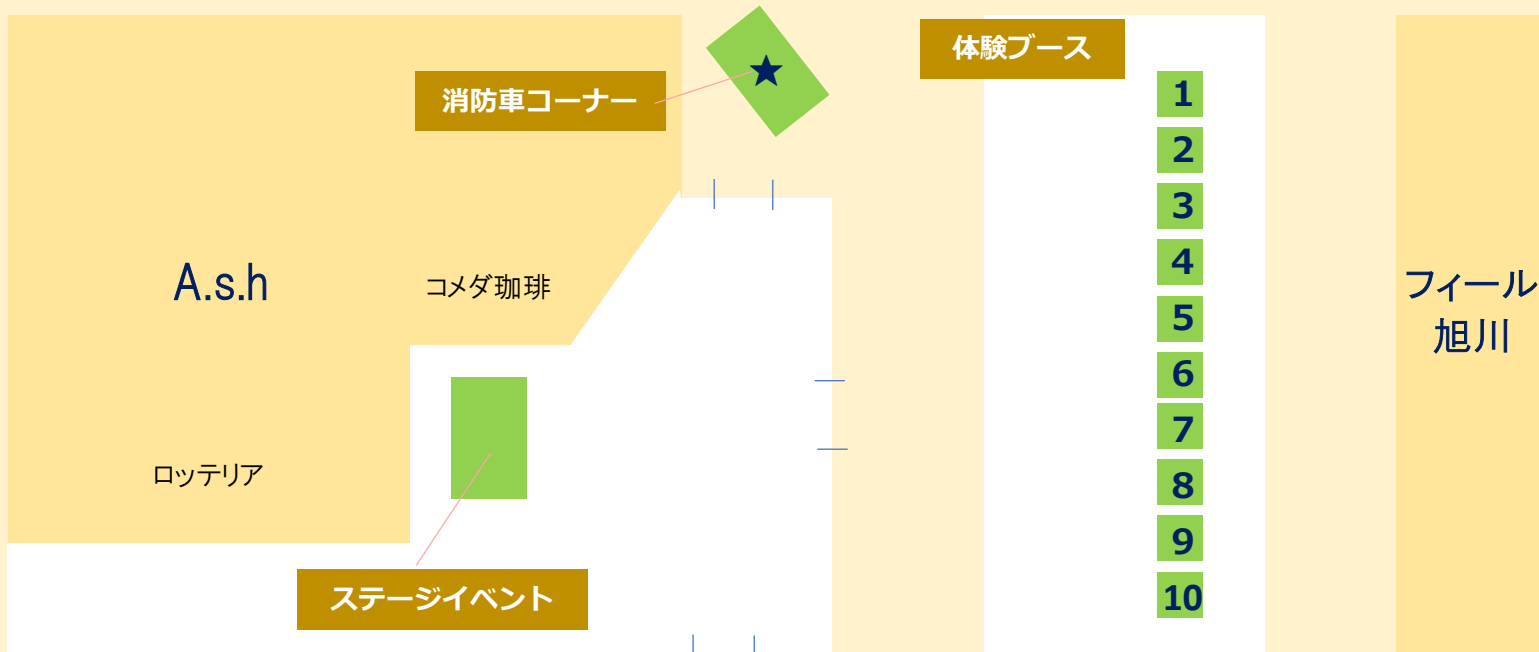 体験ブース
消防車コーナー
1
2
3
4
5
6
7
8
9
10
A.s.h
コメダ珈琲
フィール
旭川
ロッテリア
ステージイベント